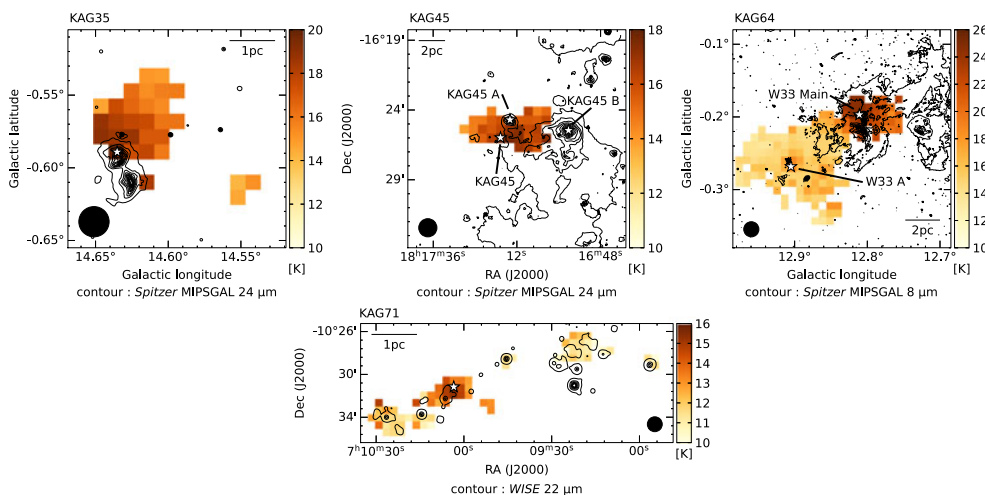 KAG35
1pc
Galactic latitude
-0.55°
-0.60°
-0.65°
14.65
14.60
14.55
Galactic longitude
contour : Spitzer MIPSGAL 24 μm
20
18
16
14
12
10
[K]
KAG45
2pc
Dec (J2000)
-16°19'
24'
29'
KAG45 A
KAG45 B
KAG45
18ʰ17ᵐ36ˢ
12ˢ
16ᵐ48ˢ
RA (J2000)
contour : Spitzer MIPSGAL 24 μm
18
16
14
12
10
[K]
KAG64
Galactic latitude
-0.1°
-0.2°
-0.3°
W33 Main
W33 A
2pc
12.9
12.8
12.7
Galactic longitude
contour : Spitzer MIPSGAL 8 μm
26
24
22
20
18
16
14
12
10
[K]
KAG71
1pc
Dec (J2000)
-10°26'
30'
34'
7ʰ10ᵐ30ˢ
00ˢ
09ᵐ30ˢ
00ˢ
RA (J2000)
contour : WISE 22 μm
16
15
14
13
12
11
10
[K]